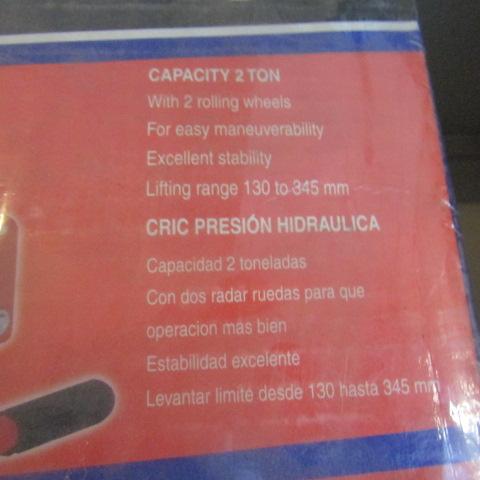 CAPACITY 2 TON
With 2 rolling wheels
For easy maneuverability
Excellent stability
Lifting range 130 to 345 mm
CRIC PRESIÓN HIDRAULICA
Capacidad 2 toneladas
Con dos radar ruedas para que
operacion mas bien
Estabilidad excelente
Levantar limite desde 130 hasta 345 mm